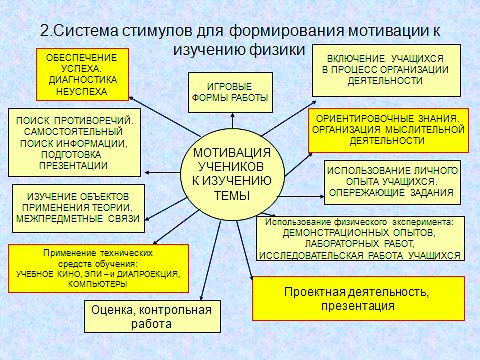 2.Система стимулов для формирования мотивации к
изучению физики
ОБЕСПЕЧЕНИЕ
УСПЕХА.
ДИАГНОСТИКА
НЕУСПЕХА
ИГРОВЫЕ
ФОРМЫ РАБОТЫ
ВКЛЮЧЕНИЕ УЧАЩИХСЯ
В ПРОЦЕСС ОРГАНИЗАЦИИ
ДЕЯТЕЛЬНОСТИ
ПОИСК ПРОТИВОРЕЧИЙ.
САМОСТОЯТЕЛЬНЫЙ
ПОИСК ИНФОРМАЦИИ,
ПОДГОТОВКА
ПРЕЗЕНТАЦИИ
ОРИЕНТИРОВОЧНЫЕ ЗНАНИЯ.
ОРГАНИЗАЦИЯ МЫСЛИТЕЛЬНОЙ
ДЕЯТЕЛЬНОСТИ
МОТИВАЦИЯ
УЧЕНИКОВ
К ИЗУЧЕНИЮ
ТЕМЫ
ИСПОЛЬЗОВАНИЕ ЛИЧНОГО
ОПЫТА УЧАЩИХСЯ.
ОПЕРЕЖАЮЩИЕ ЗАДАНИЯ
ИЗУЧЕНИЕ ОБЪЕКТОВ
ПРИМЕНЕНИЯ ТЕОРИИ.
МЕЖПРЕДМЕТНЫЕ СВЯЗИ
Использование физического эксперимента:
ДЕМОНСТРАЦИОННЫХ ОПЫТОВ,
ЛАБОРАТОРНЫХ РАБОТ,
ИССЛЕДОВАТЕЛЬСКАЯ РАБОТА УЧАЩИХСЯ
Применение технических
средств обучения:
УЧЕБНОЕ КИНО, ЭПИ – и ДИАПРОЕКЦИЯ,
КОМПЬЮТЕРЫ
Проектная деятельность,
презентация
Оценка, контрольная
работа